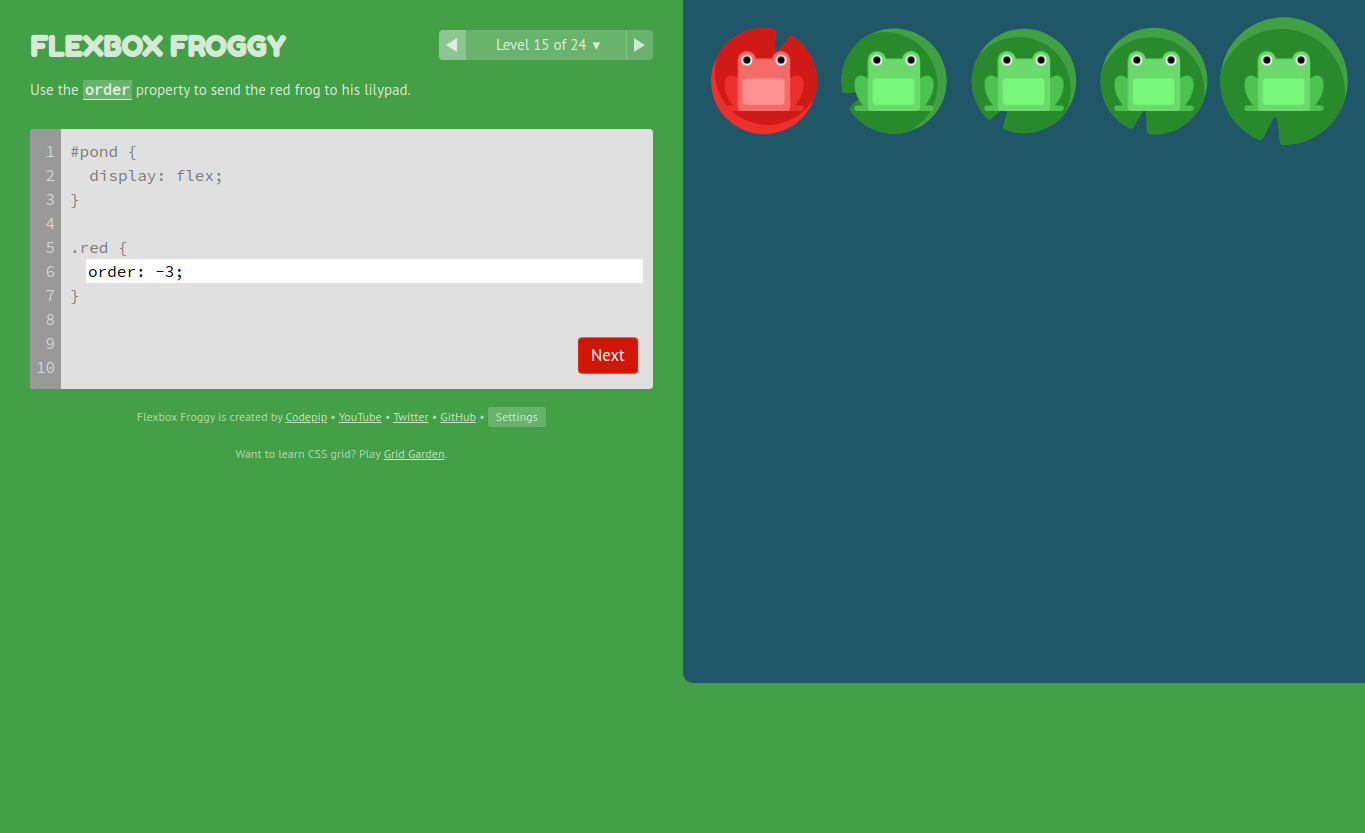 FLEXBOX FROGGY
Level 15 of 24 ▼
Use the order property to send the red frog to his lilypad.
1 #pond {
2 display: flex;
3 }
4
5 .red {
6 order: -3;
7 }
8
9
10
Next
Flexbox Froggy is created by Codepip • YouTube • Twitter • GitHub • Settings
Want to learn CSS grid? Play Grid Garden.